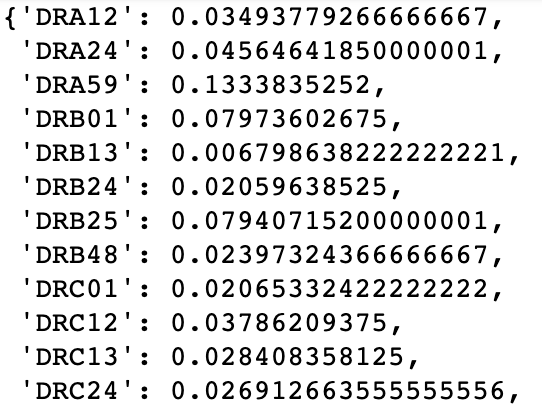 {'DRA12': 0.03493779266666667,
'DRA24': 0.04564641850000001,
'DRA59': 0.1333835252,
'DRB01': 0.07973602675,
'DRB13': 0.006798638222222221,
'DRB24': 0.02059638525,
'DRB25': 0.07940715200000001,
'DRB48': 0.02397324366666667,
'DRC01': 0.02065332422222222,
'DRC12': 0.03786209375,
'DRC13': 0.028408358125,
'DRC24': 0.026912663555555556,